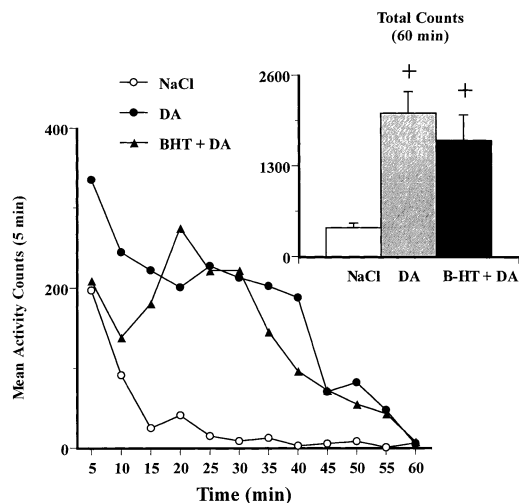 Total Counts
(60 min)
NaCl
DA
BHT + DA
2600
1300
0
+
+
NaCl DA B-HT + DA
Mean Activity Counts (5 min)
400
200
0
5 10 15 20 25 30 35 40 45 50 55 60
Time (min)